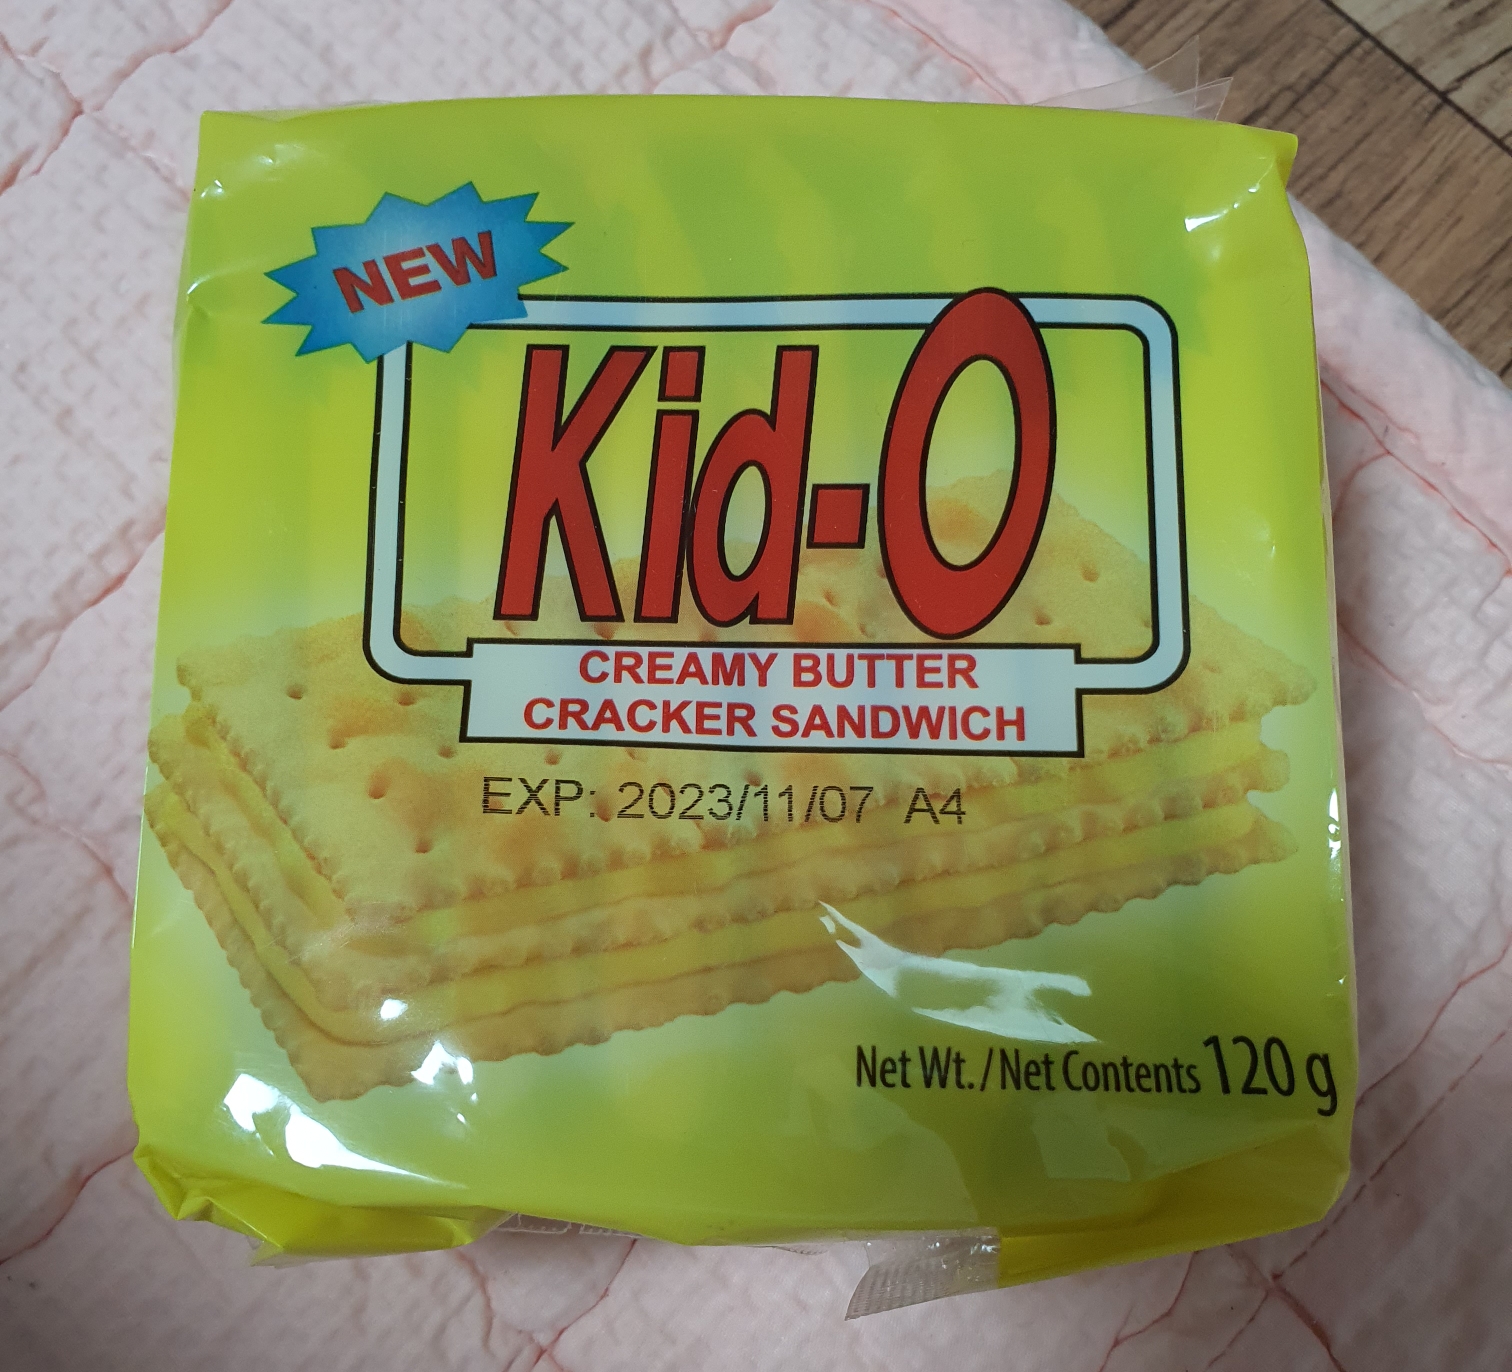 NEW
Kid-O
CREAMY BUTTER
CRACKER SANDWICH
EXP: 2023/11/07 A4
Net Wt./Net Contents 120 g